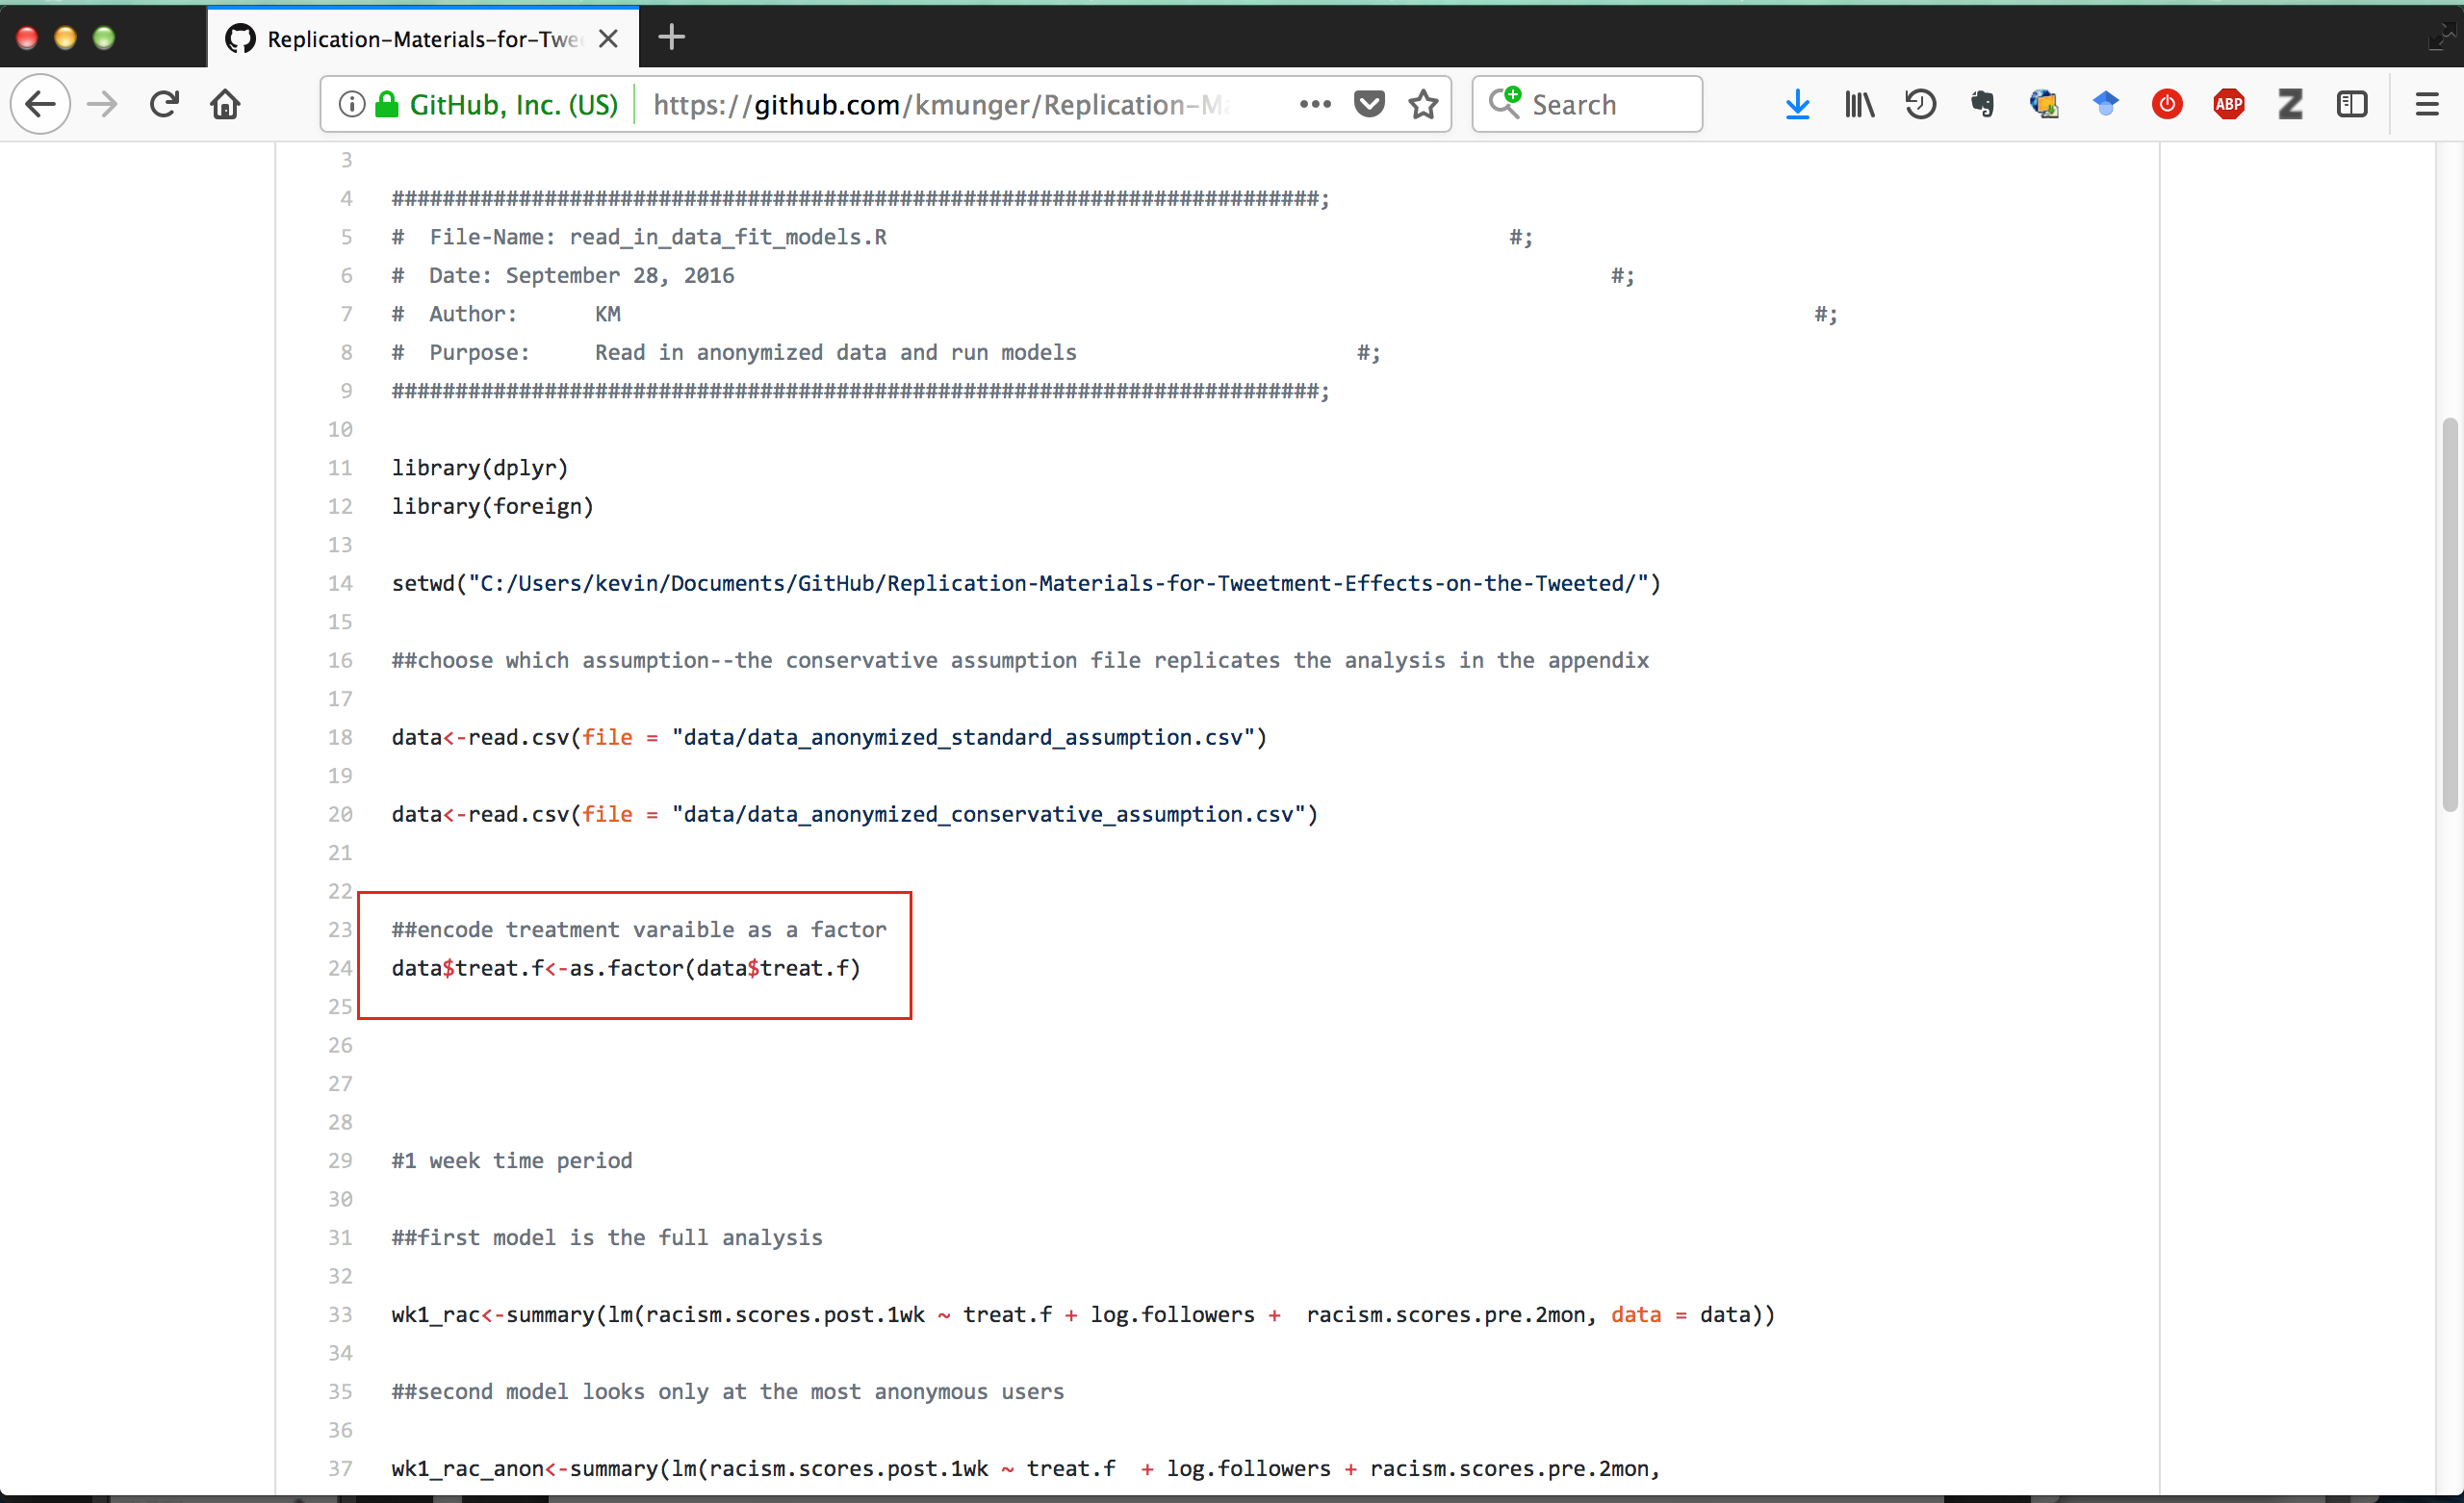 Replication-Materials-for-Twe
GitHub, Inc. (US) https://github.com/kmunger/Replication-Ma Search ABP Z
3
4 #########################################################################;
5 #  File-Name: read_in_data_fit_models.R #;
6 #  Date: September 28, 2016 #;
7 #  Author: KM #;
8 #  Purpose: Read in anonymized data and run models #;
9 #########################################################################;
10
11 library(dplyr)
12 library(foreign)
13
14 setwd("C:/Users/kevin/Documents/GitHub/Replication-Materials-for-Tweetment-Effects-on-the-Tweeted/")
15
16 ##choose which assumption--the conservative assumption file replicates the analysis in the appendix
17
18 data<-read.csv(file = "data/data_anonymized_standard_assumption.csv")
19
20 data<-read.csv(file = "data/data_anonymized_conservative_assumption.csv")
21
22
23 ##encode treatment varaible as a factor
24 data$treat.f<-as.factor(data$treat.f)
25
26
27
28
29 #1 week time period
30
31 ##first model is the full analysis
32
33 wk1_rac<-summary(lm(racism.scores.post.1wk ~ treat.f + log.followers +  racism.scores.pre.2mon, data = data))
34
35 ##second model looks only at the most anonymous users
36
37 wk1_rac_anon<-summary(lm(racism.scores.post.1wk ~ treat.f  + log.followers + racism.scores.pre.2mon,